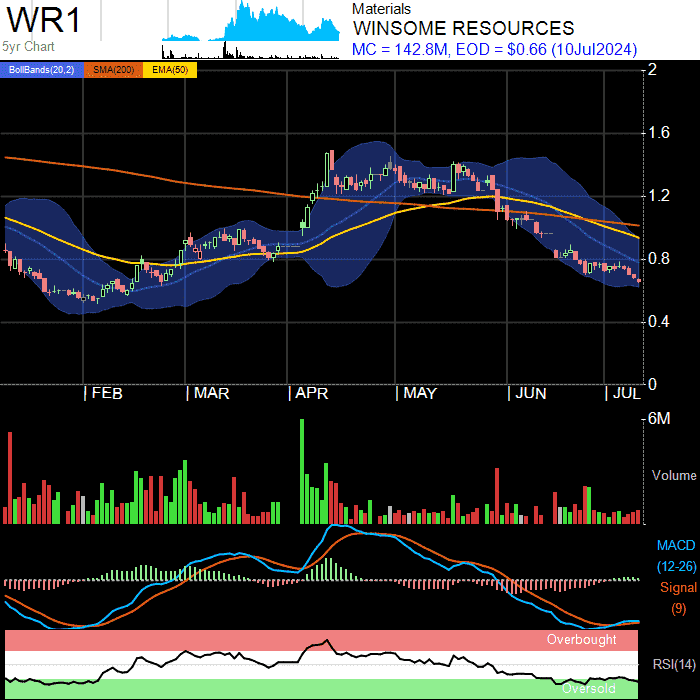 WR1
5yr Chart
Materials
WINSOME RESOURCES
MC = 142.8M, EOD = $0.66 (10Jul2024)
BollBands(20,2) SMA(200) EMA(50)
2
1.6
1.2
0.8
0.4
0
FEB MAR APR MAY JUN JUL
6M
Volume
MACD
(12-26)
Signal
(9)
Overbought
RSI(14)
Oversold